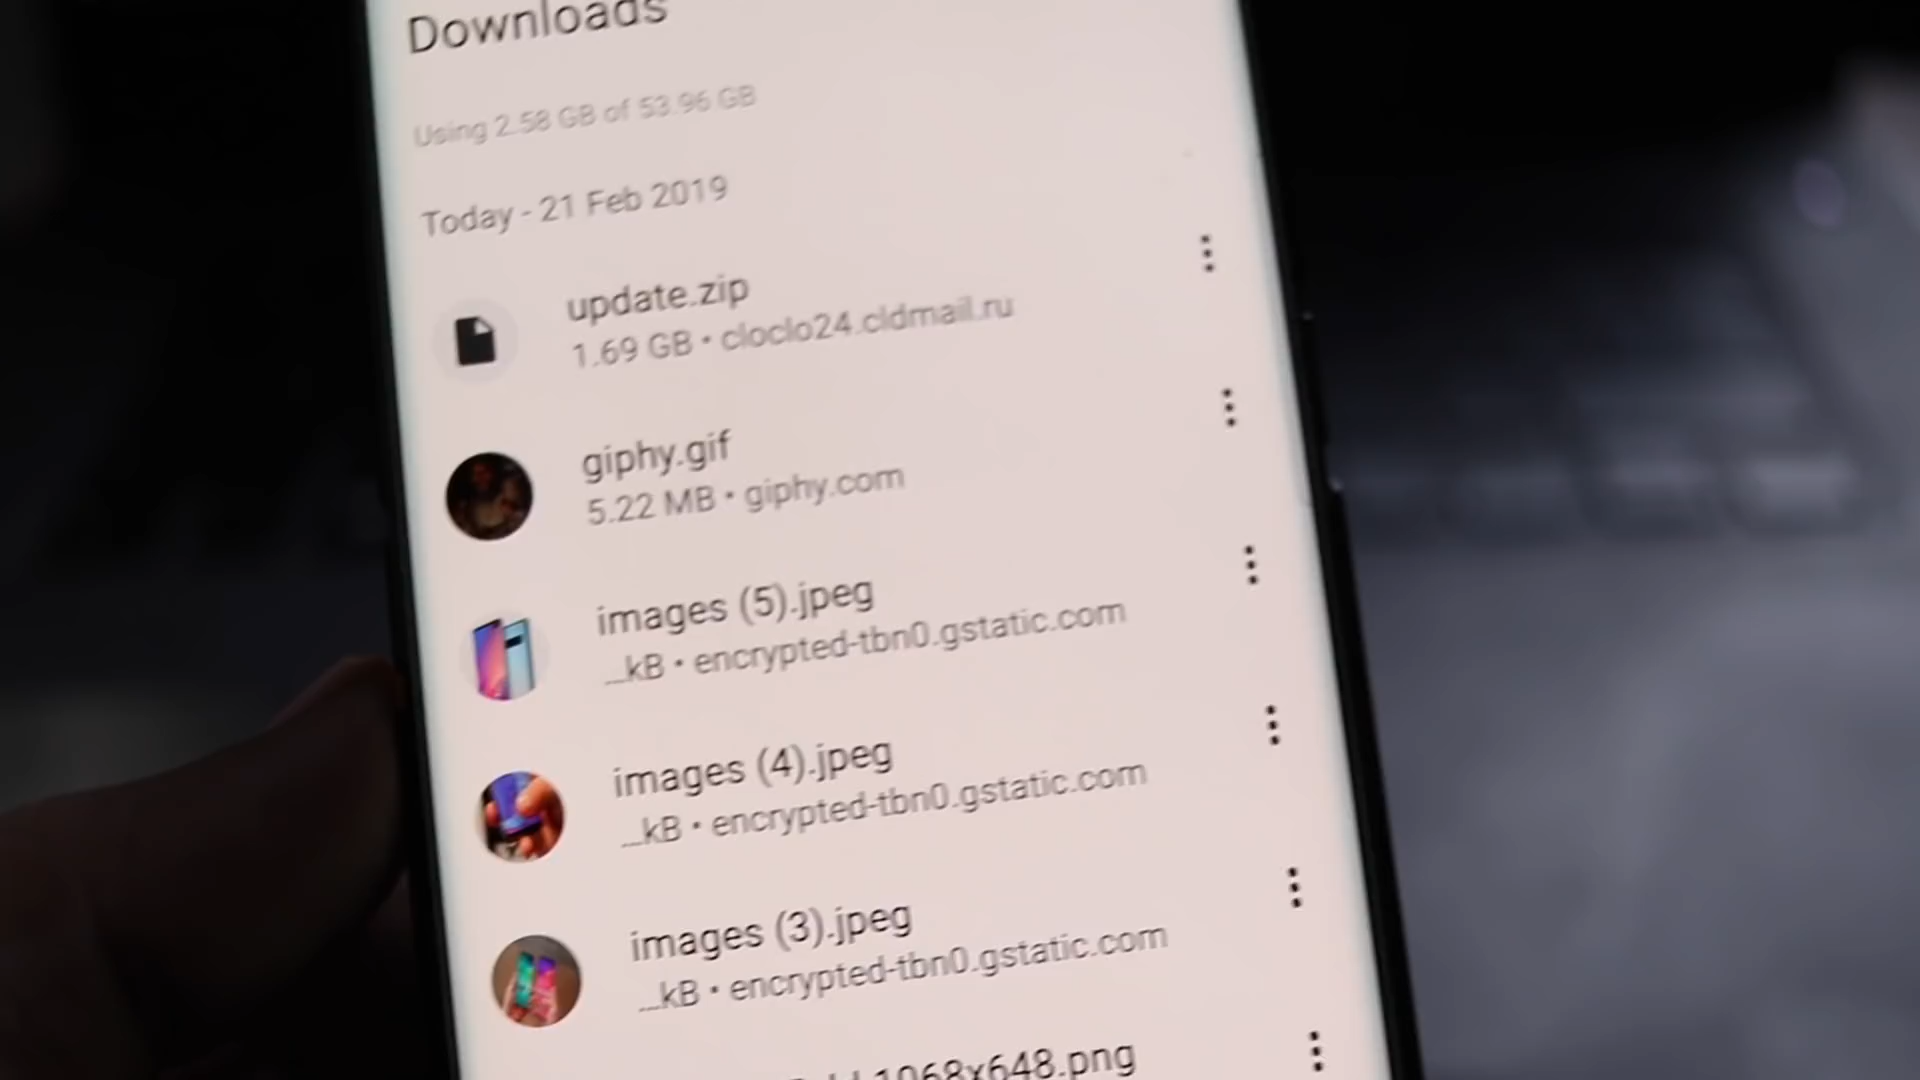 Downloads
Using 2.58 GB of 53.96 GB
Today - 21 Feb 2019
update.zip
1.69 GB • cloclo24.cldmail.ru
giphy.gif
5.22 MB • giphy.com
images (5).jpeg
...kB • encrypted-tbn0.gstatic.com
images (4).jpeg
...kB • encrypted-tbn0.gstatic.com
images (3).jpeg
...kB • encrypted-tbn0.gstatic.com
1068x648.png